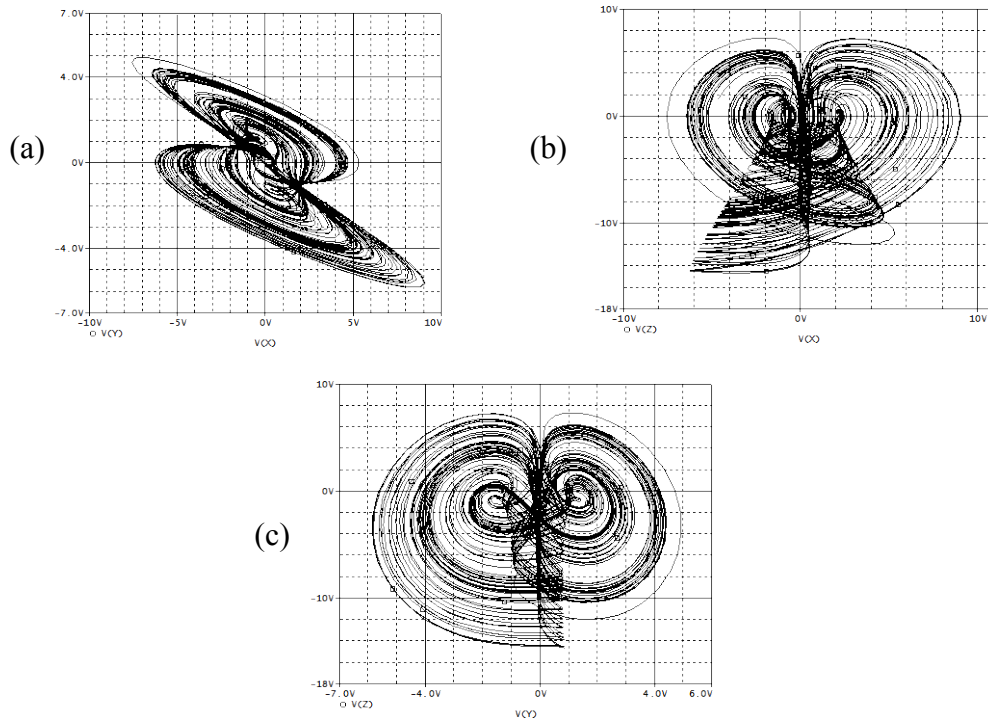 (a)
7.0V
4.0V
0V
-4.0V
-7.0V
-10V -5V 0V 5V 10V
□ V(Y)
V(X)
(b)
10V
0V
-10V
-18V
-10V 0V 10V
□ V(Z)
V(X)
(c)
10V
0V
-10V
-18V
-7.0V -4.0V 0V 4.0V 6.0V
□ V(Z)
V(Y)